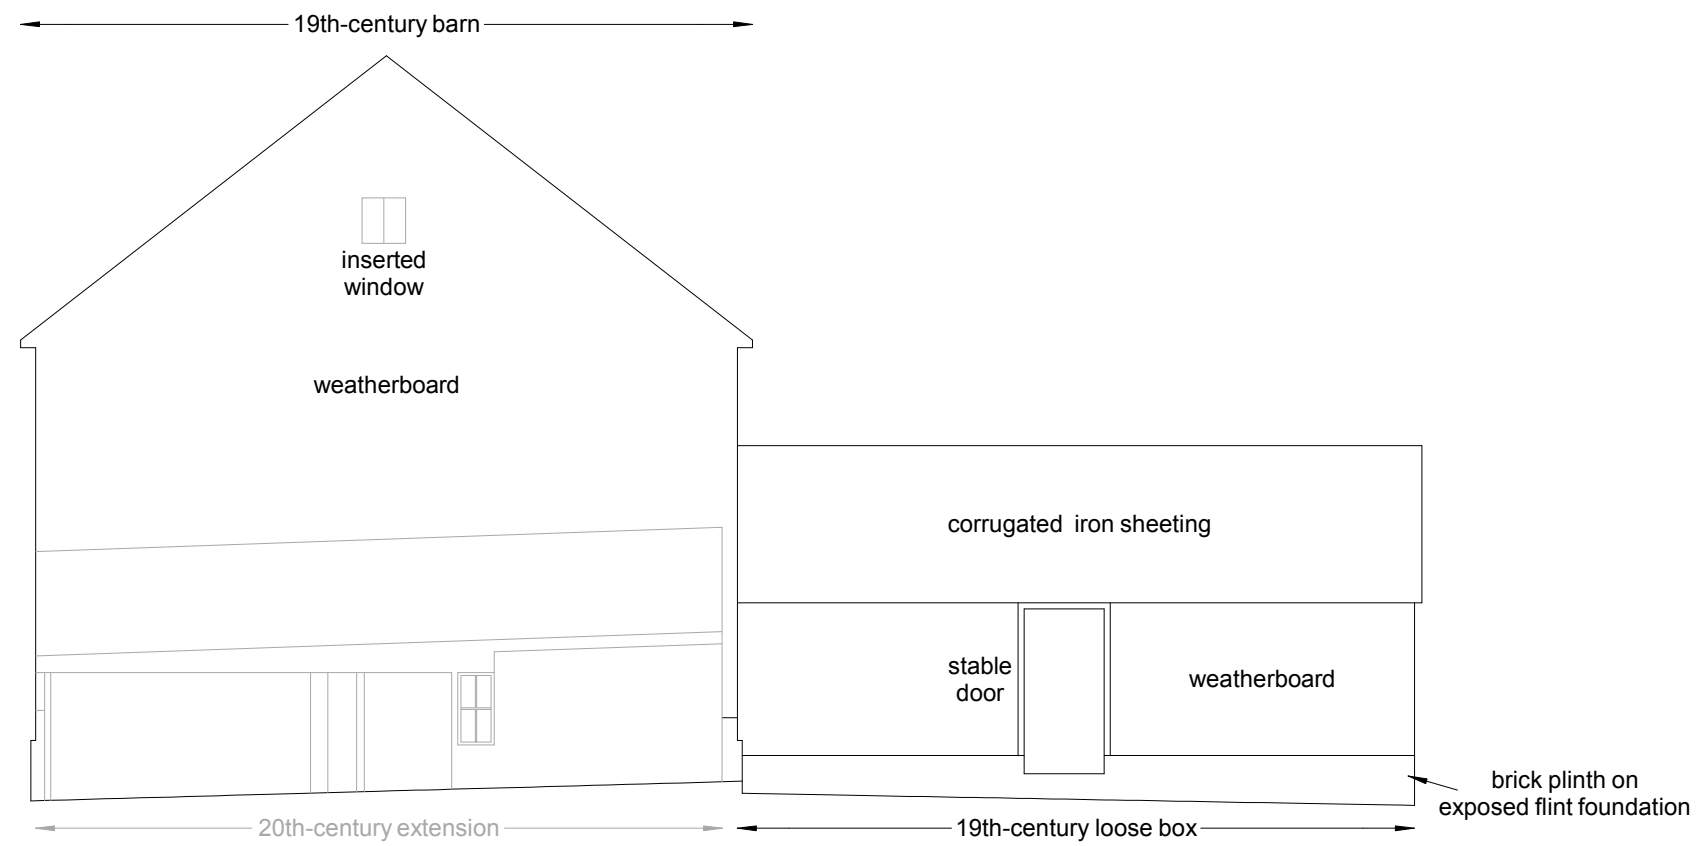 19th-century barn
inserted
window
weatherboard
corrugated iron sheeting
stable
door
weatherboard
brick plinth on
exposed flint foundation
20th-century extension
19th-century loose box